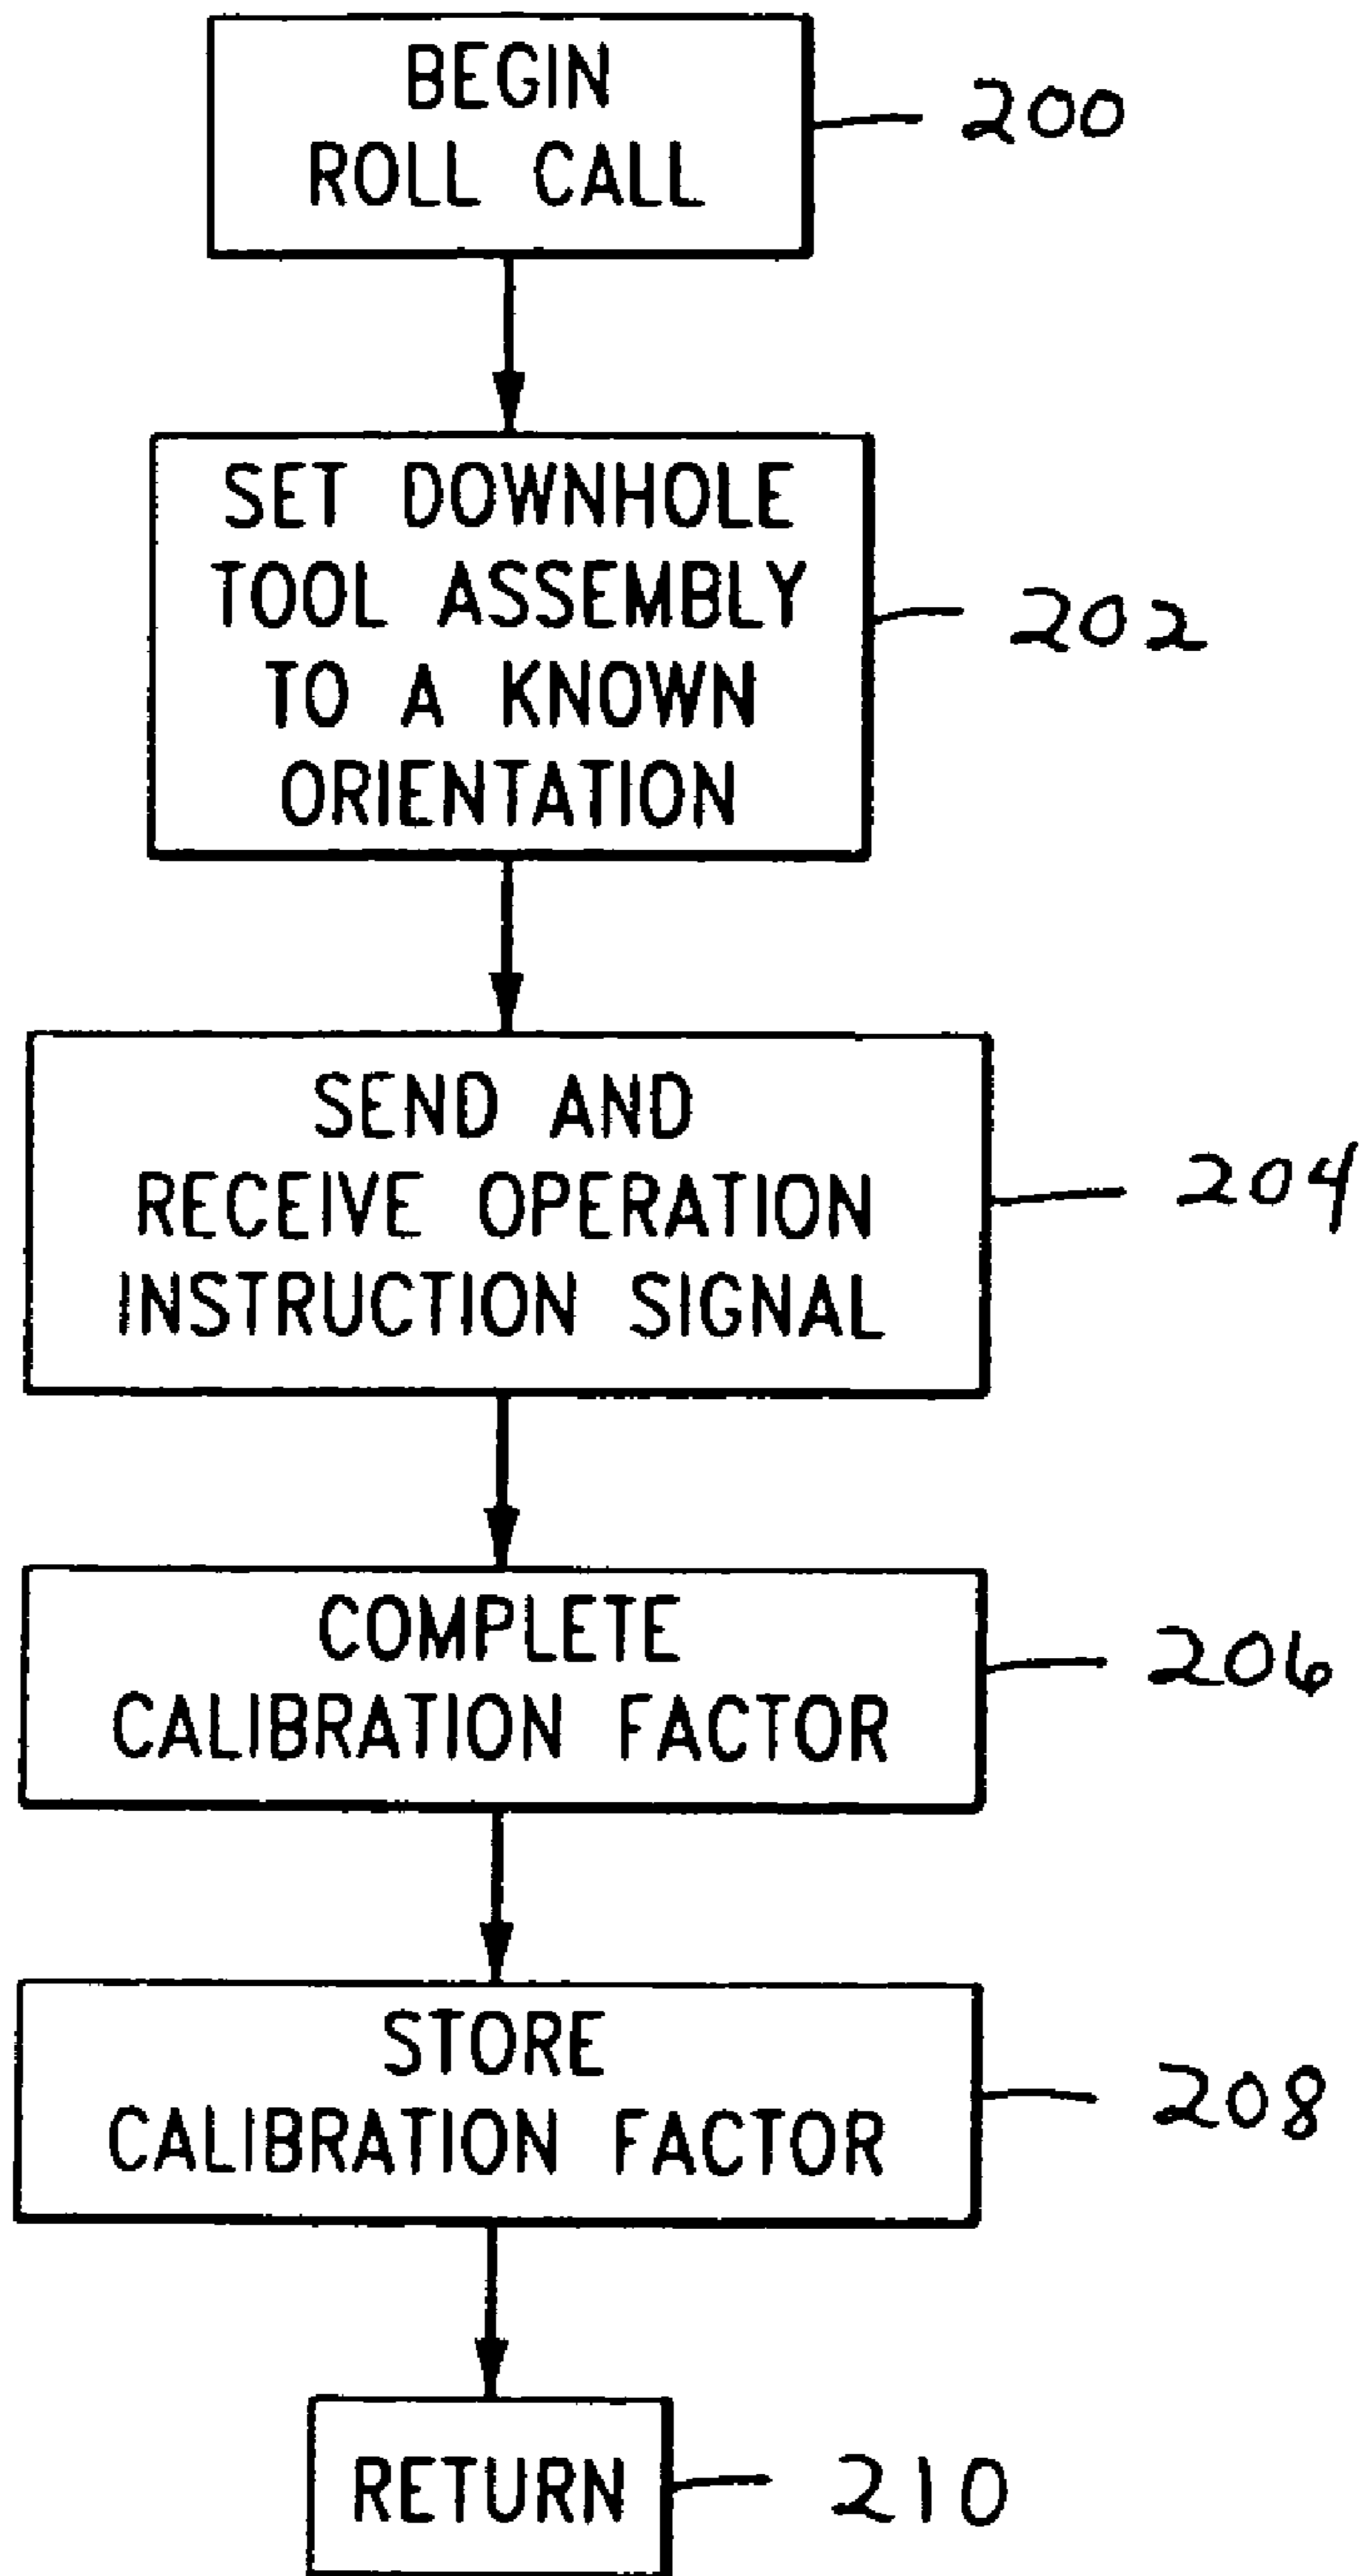 BEGIN
ROLL CALL
200
SET DOWNHOLE
TOOL ASSEMBLY
TO A KNOWN
ORIENTATION
202
SEND AND
RECEIVE OPERATION
INSTRUCTION SIGNAL
204
COMPLETE
CALIBRATION FACTOR
206
STORE
CALIBRATION FACTOR
208
RETURN
210